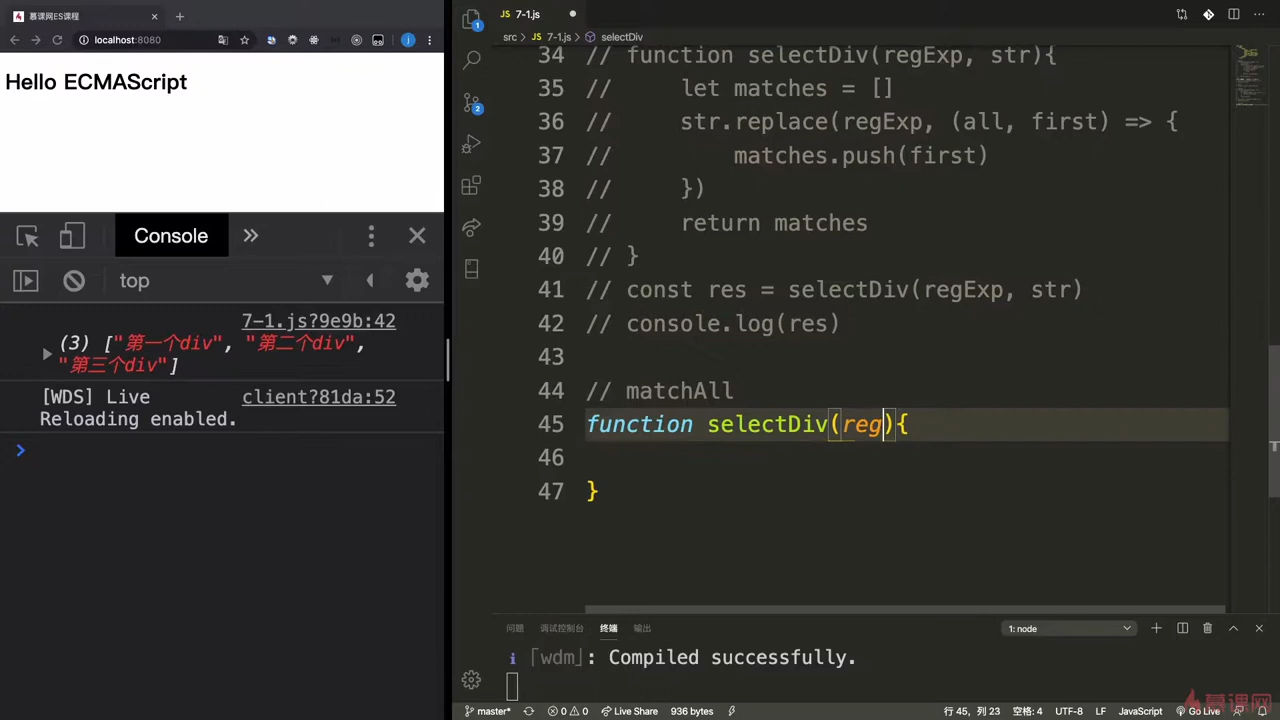 慕课网ES课程
localhost:8080
Hello ECMAScript
Console
top
7-1.js?9e9b:42
(3) ["第一个div", "第二个div",
"第三个div"]
[WDS] Live client?81da:52
Reloading enabled.
7-1.js
src > 7-1.js > selectDiv
34 // function selectDiv(regExp, str){
35 //     let matches = []
36 //     str.replace(regExp, (all, first) => {
37 //         matches.push(first)
38 //     })
39 //     return matches
40 // }
41 // const res = selectDiv(regExp, str)
42 // console.log(res)
43
44 // matchAll
45 function selectDiv(reg){
46
47 }
问题 调试控制台 终端 输出 1: node
i ｢wdm｣: Compiled successfully.
master* 0 0 Live Share 936 bytes 行 45, 列 23 空格: 4 UTF-8 LF JavaScript Go Live
慕课网
1
2
j